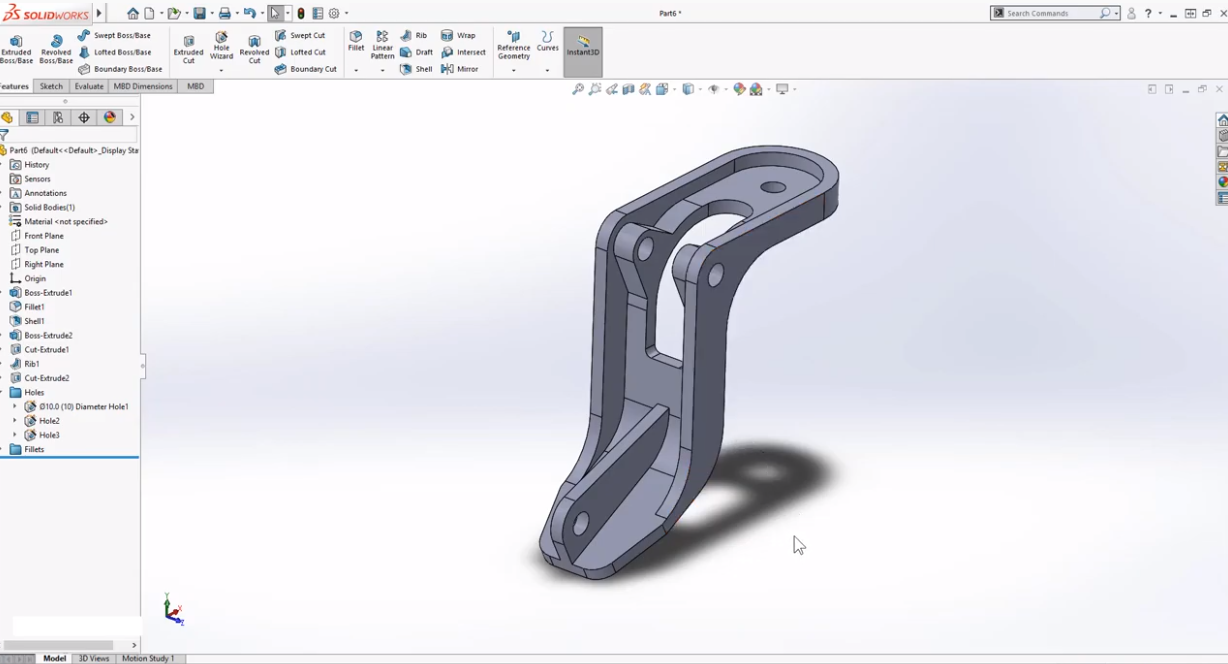 SOLIDWORKS
Part6 *
Search Commands
Extruded Boss/Base
Revolved Boss/Base
Swept Boss/Base
Lofted Boss/Base
Boundary Boss/Base
Extruded Cut
Hole Wizard
Revolved Cut
Swept Cut
Lofted Cut
Boundary Cut
Fillet
Linear Pattern
Rib
Draft
Shell
Wrap
Intersect
Mirror
Reference Geometry
Curves
Instant3D
Features
Sketch
Evaluate
MBD Dimensions
MBD
Part6 (Default<<Default>_Display Sta
History
Sensors
Annotations
Solid Bodies(1)
Material <not specified>
Front Plane
Top Plane
Right Plane
Origin
Boss-Extrude1
Fillet1
Shell1
Boss-Extrude2
Cut-Extrude1
Rib1
Cut-Extrude2
Holes
Ø10.0 (10) Diameter Hole1
Hole2
Hole3
Fillets
Y
X
Z
Model
3D Views
Motion Study 1